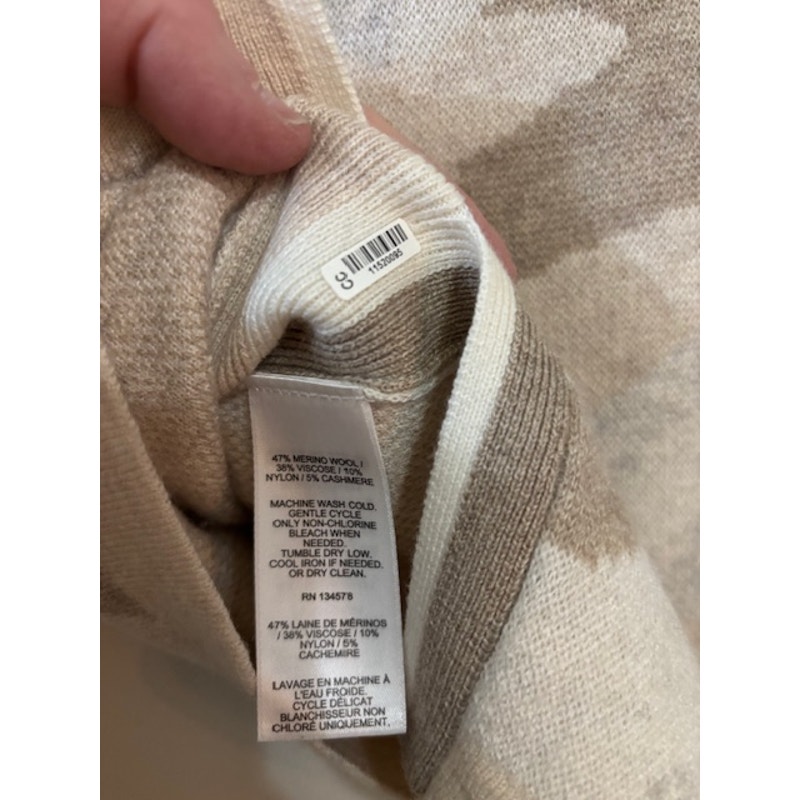 CC
11520095
47% MERINO WOOL /
38% VISCOSE / 10%
NYLON / 5% CASHMERE
MACHINE WASH COLD.
GENTLE CYCLE
ONLY NON-CHLORINE
BLEACH WHEN
NEEDED.
TUMBLE DRY LOW.
COOL IRON IF NEEDED.
OR DRY CLEAN.
RN 134578
47% LAINE DE MÉRINOS
/ 38% VISCOSE / 10%
NYLON / 5%
CACHEMIRE
LAVAGE EN MACHINE À
L'EAU FROIDE.
CYCLE DÉLICAT
BLANCHISSEUR NON
CHLORÉ UNIQUEMENT,